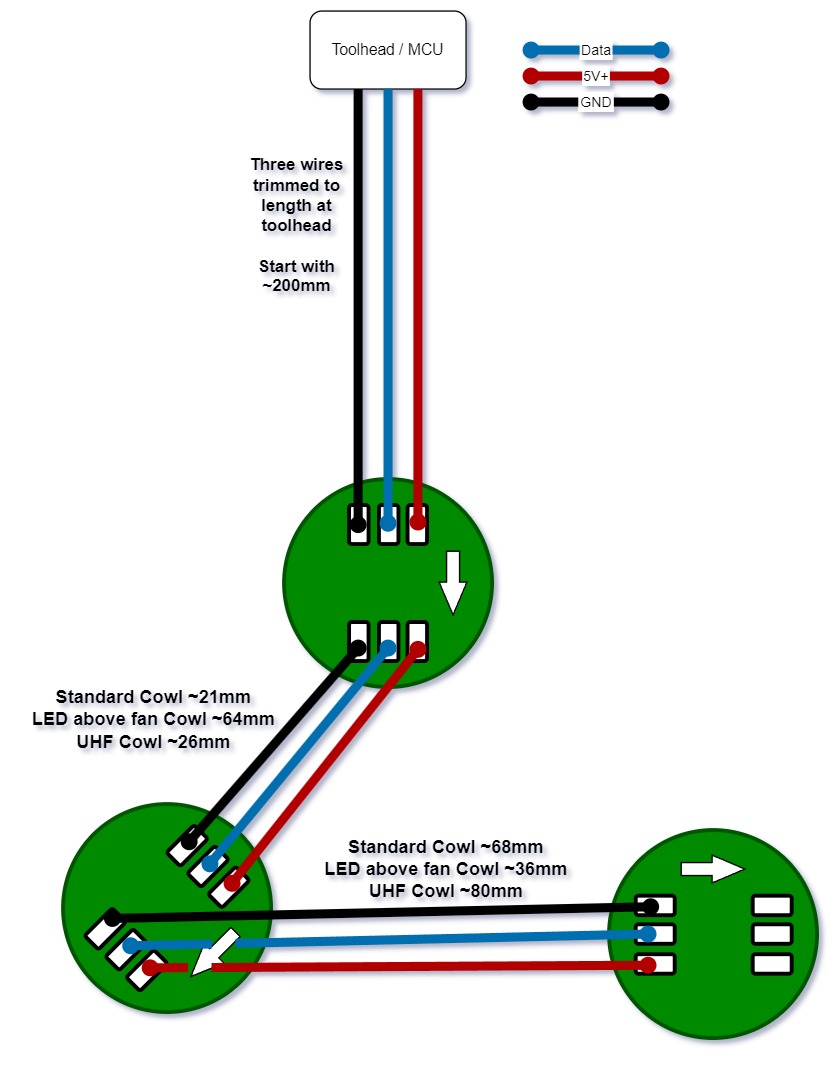 Toolhead / MCU
Data
5V+
GND
Three wires
trimmed to
length at
toolhead
Start with
~200mm
Standard Cowl ~21mm
LED above fan Cowl ~64mm
UHF Cowl ~26mm
Standard Cowl ~68mm
LED above fan Cowl ~36mm
UHF Cowl ~80mm